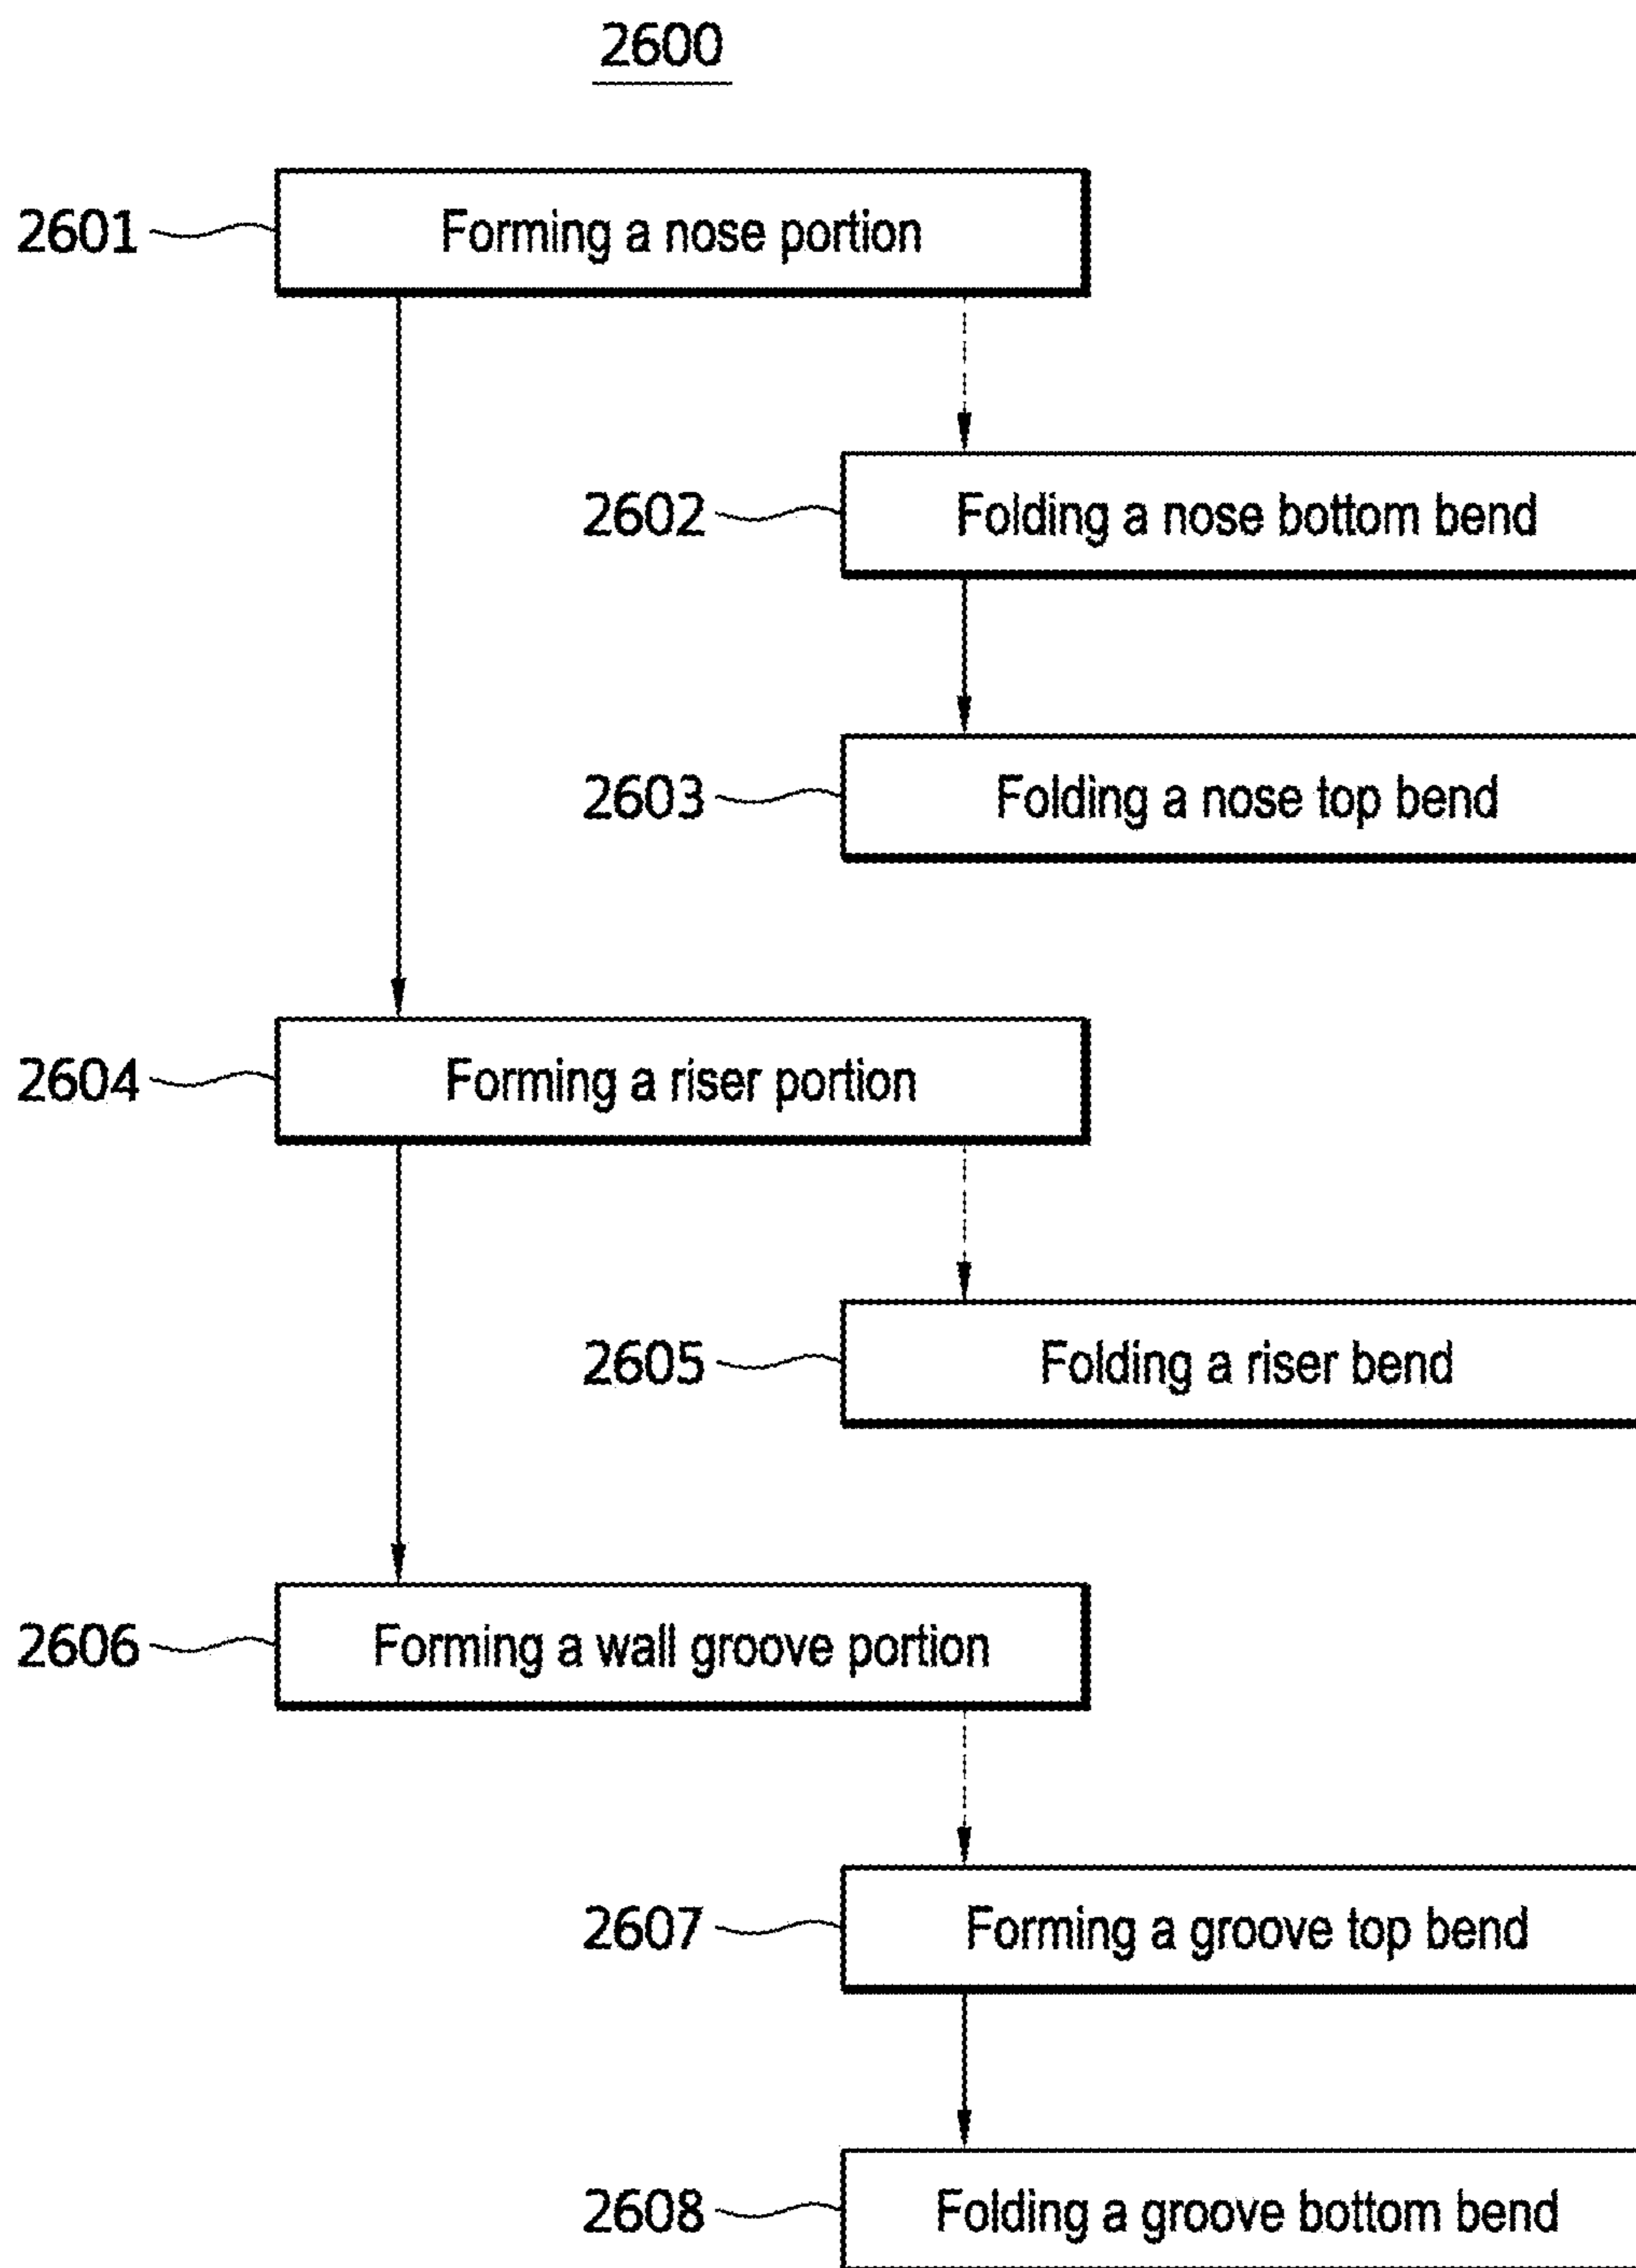 2600
2601 Forming a nose portion
2602 Folding a nose bottom bend
2603 Folding a nose top bend
2604 Forming a riser portion
2605 Folding a riser bend
2606 Forming a wall groove portion
2607 Forming a groove top bend
2608 Folding a groove bottom bend